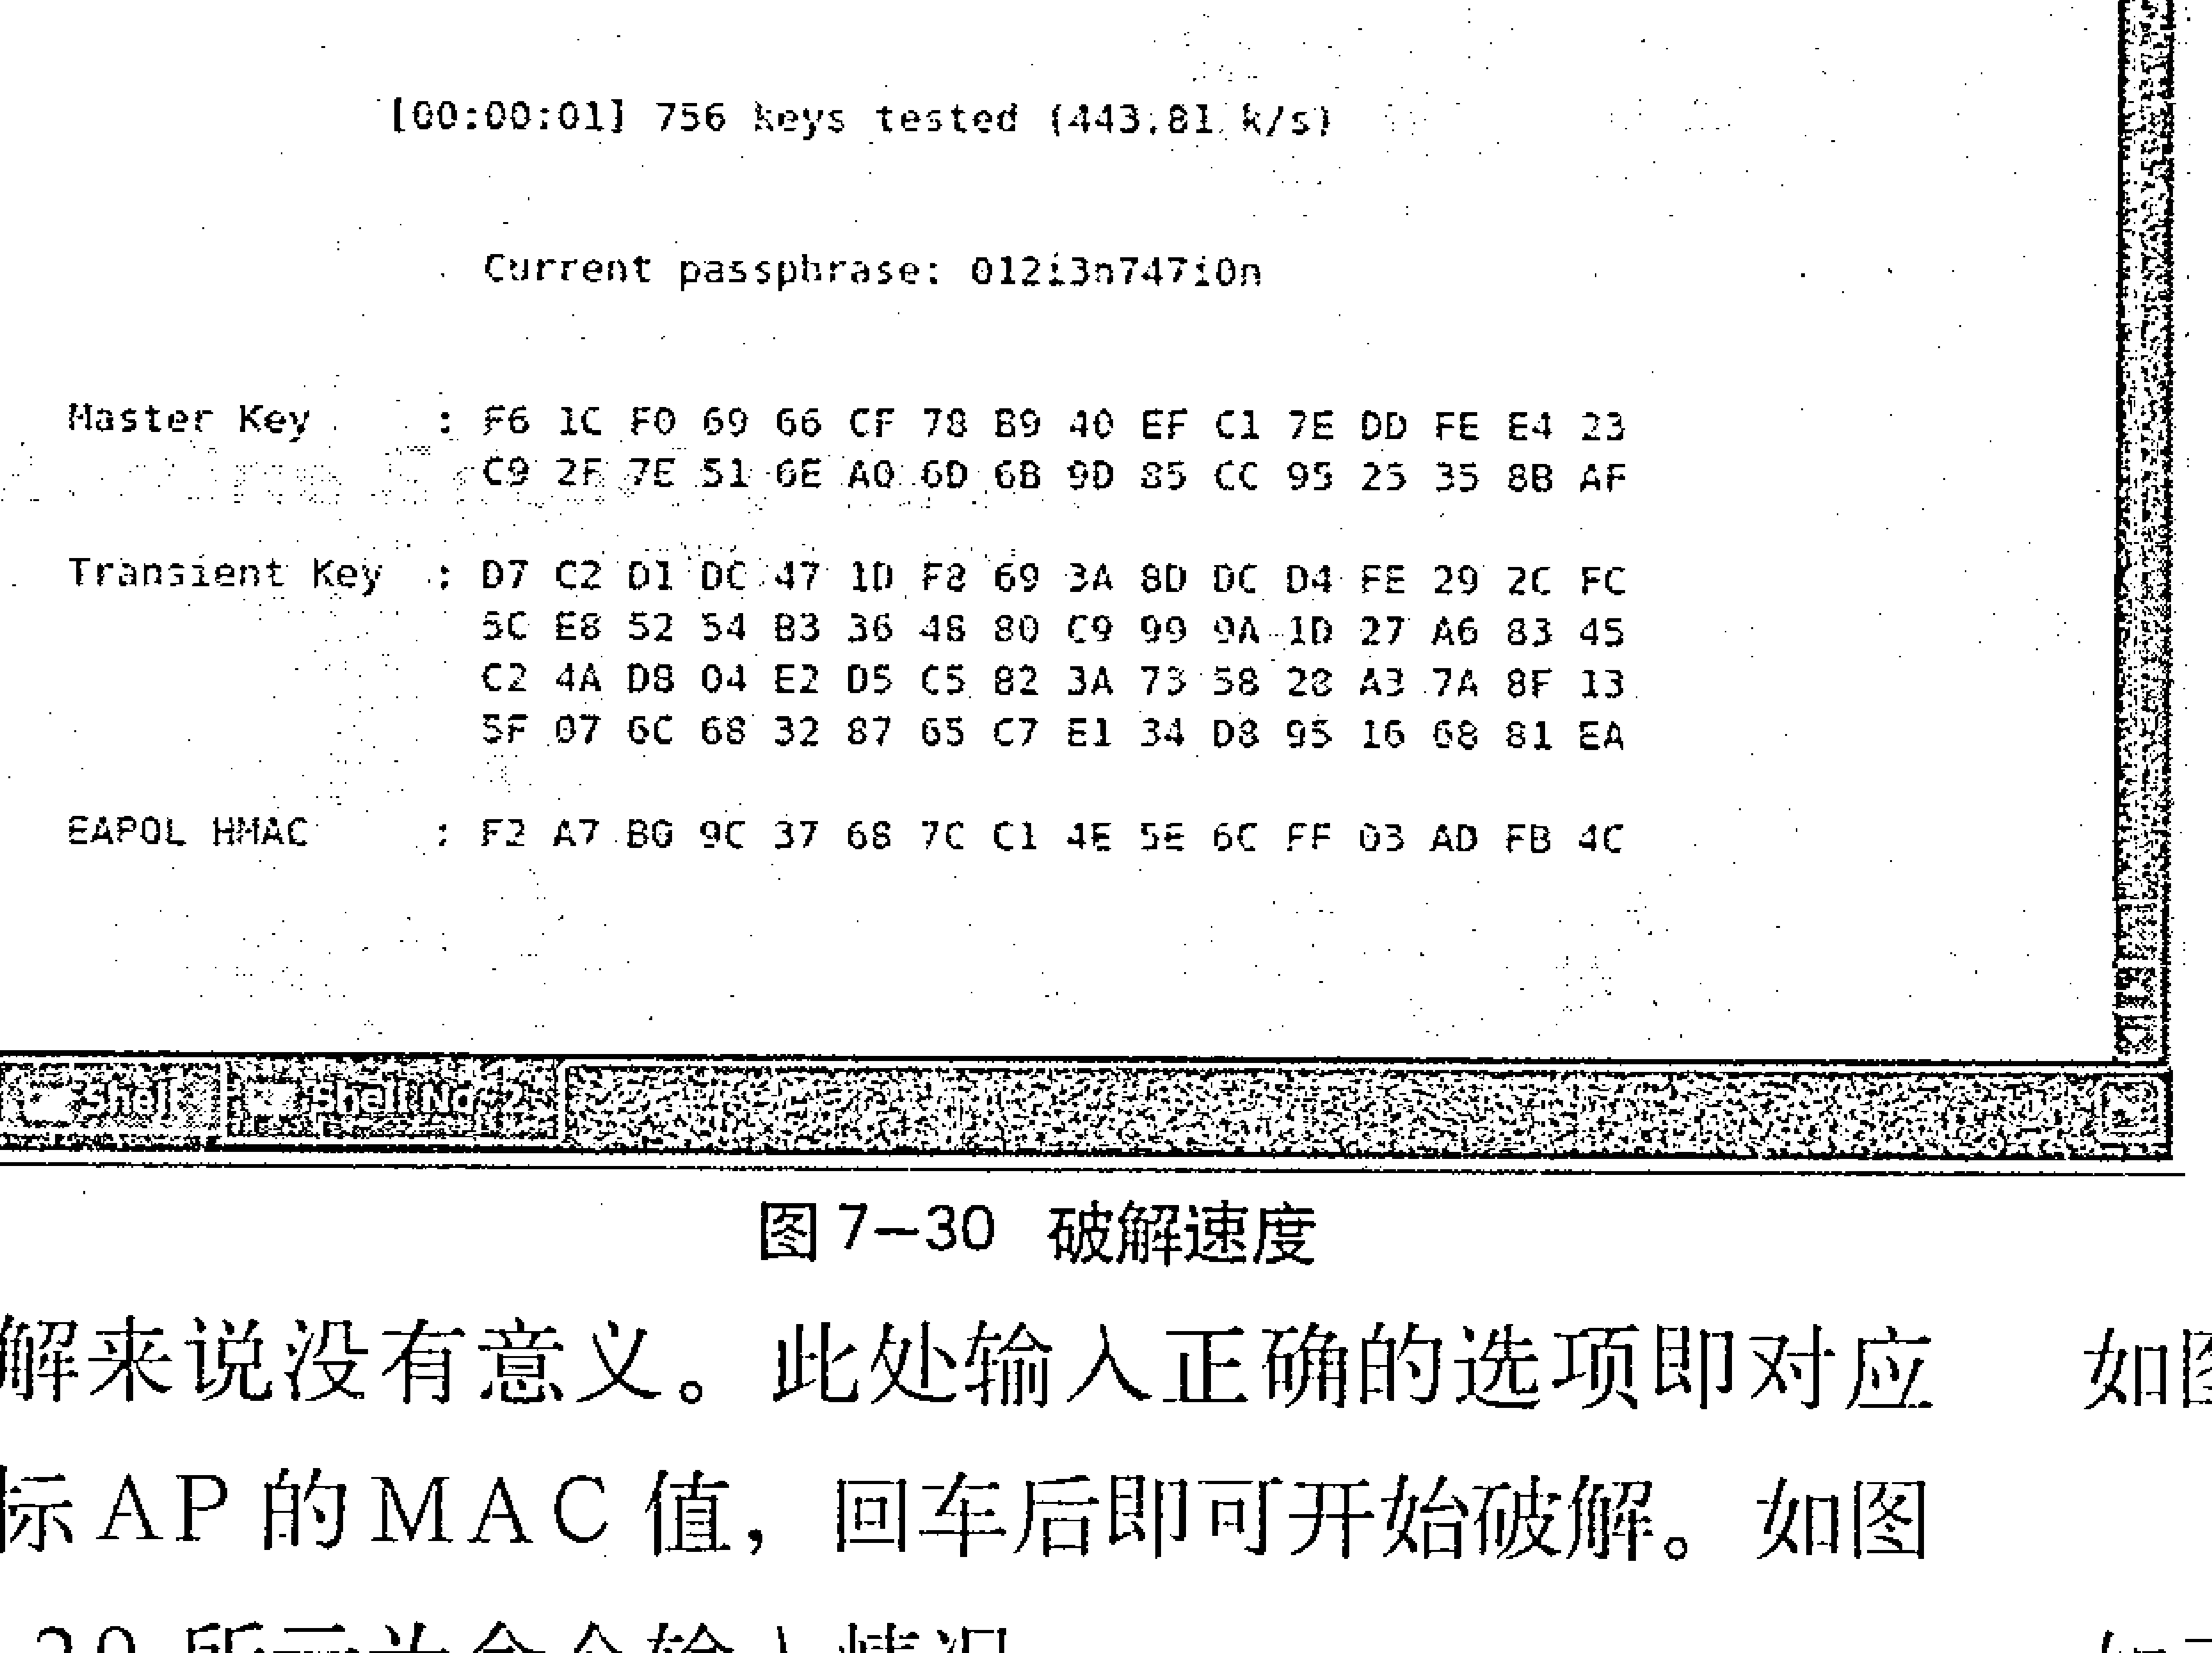 [00:00:01] 756 keys tested (443.81 k/s)
Current passphrase: 012i3n747i0n
Master Key : F6 1C F0 69 66 CF 78 B9 40 EF C1 7E DD FE E4 23
C9 2F 7E 51 6E A0 6D 6B 9D 85 CC 95 25 35 8B AF
Transient Key : D7 C2 D1 DC 47 1D F8 69 3A 8D DC D4 FE 29 2C FC
5C E8 52 54 B3 36 48 80 C9 99 9A 1D 27 A6 83 45
C2 4A D8 04 E2 D5 C5 82 3A 73 58 28 A3 7A 8F 13
5F 07 6C 68 32 87 65 C7 E1 34 D8 95 16 68 81 EA
EAPOL HMAC : F2 A7 B0 9C 37 68 7C C1 4E 5E 6C FF 03 AD FB 4C
Shell Shell No. 2
图7-30 破解速度
解来说没有意义。此处输入正确的选项即对应 如图
标AP的MAC值，回车后即可开始破解。如图